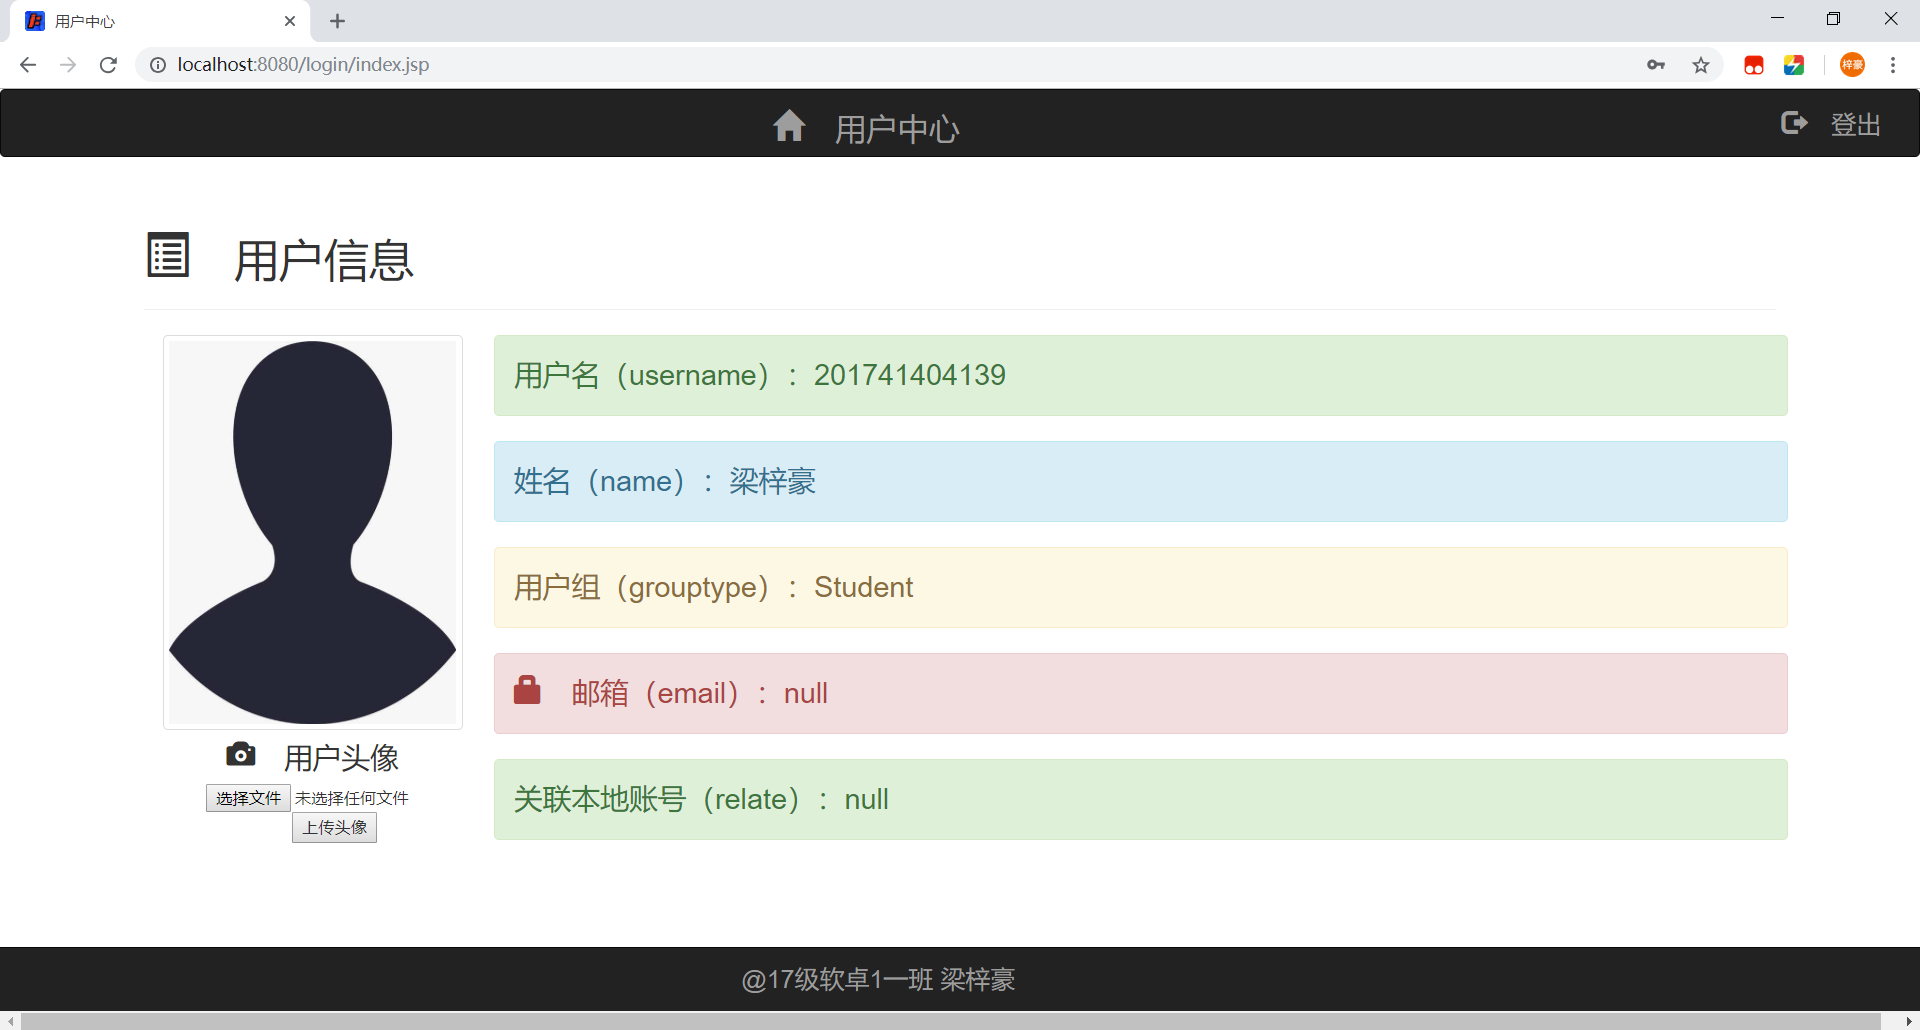 用户中心
localhost:8080/login/index.jsp
梓豪
用户中心
登出
用户信息
用户名（username）：201741404139
姓名（name）：梁梓豪
用户组（grouptype）：Student
邮箱（email）：null
用户头像
选择文件 未选择任何文件
关联本地账号（relate）：null
上传头像
@17级软卓1一班 梁梓豪